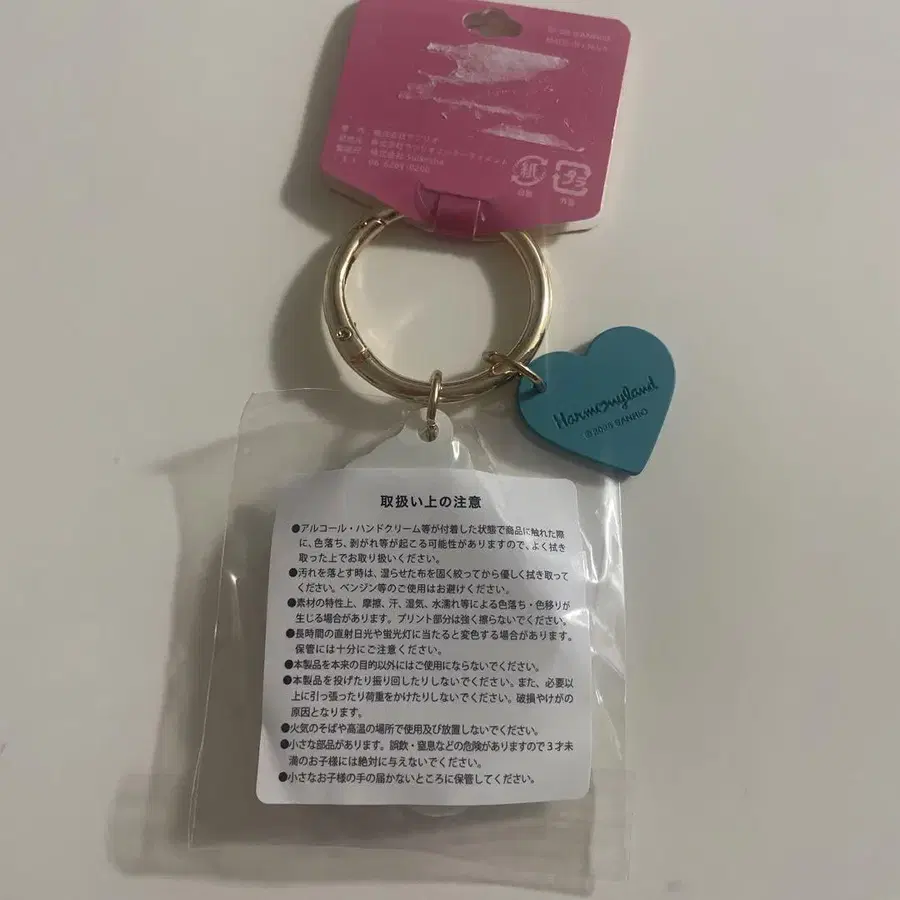 紙
プラ
Harmonyland
SANRIO
取扱い上の注意
●アルコール・ハンドクリーム等が付着した状態で商品に触れた際
に、色落ち、剥がれ等が起こる可能性がありますので、よく拭き
取った上でお取り扱いください。
●汚れを落とす時は、湿らせた布を固く絞ってから優しく拭き取って
ください。ベンジン等のご使用はお避けください。
●素材の特性上、摩擦、汗、湿気、水濡れ等による色落ち・色移りが
生じる場合があります。プリント部分は強く擦らないでください。
●長時間の直射日光や蛍光灯に当たると変色する場合があります。
保管には十分にご注意ください。
●本製品を本来の目的以外にはご使用にならないでください。
●本製品を投げたり振り回したりしないでください。また、必要以
上に引っ張ったり荷重をかけたりしないでください。破損やけがの
原因となります。
●火気のそばや高温の場所で使用及び放置しないでください。
●小さな部品があります。誤飲・窒息などの危険がありますので3才未
満のお子様には絶対に与えないでください。
●小さなお子様の手の届かないところに保管してください。